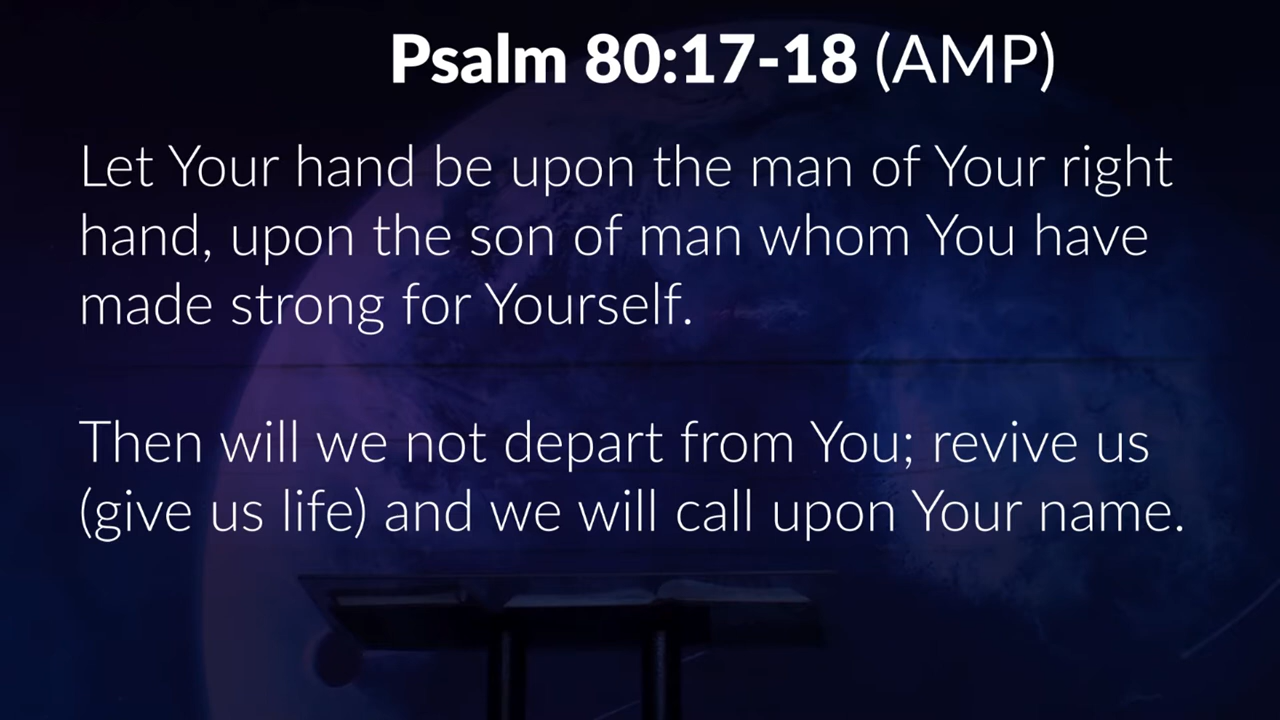 Psalm 80:17-18 (AMP)
Let Your hand be upon the man of Your right
hand, upon the son of man whom You have
made strong for Yourself.
Then will we not depart from You; revive us
(give us life) and we will call upon Your name.